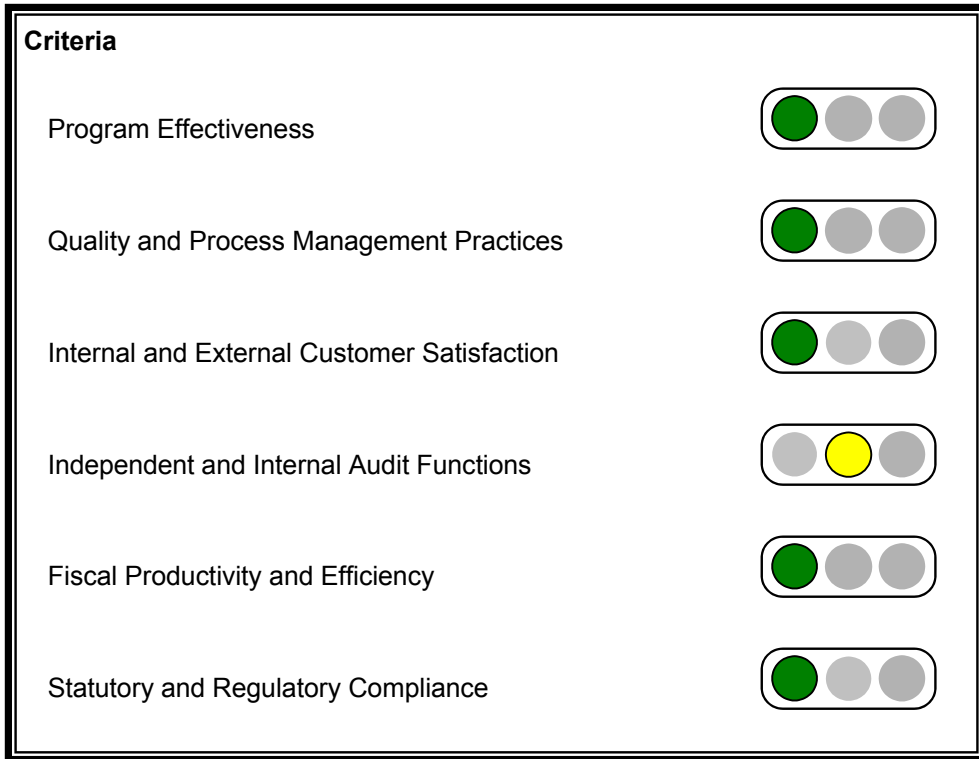 Criteria
Program Effectiveness
Quality and Process Management Practices
Internal and External Customer Satisfaction
Independent and Internal Audit Functions
Fiscal Productivity and Efficiency
Statutory and Regulatory Compliance